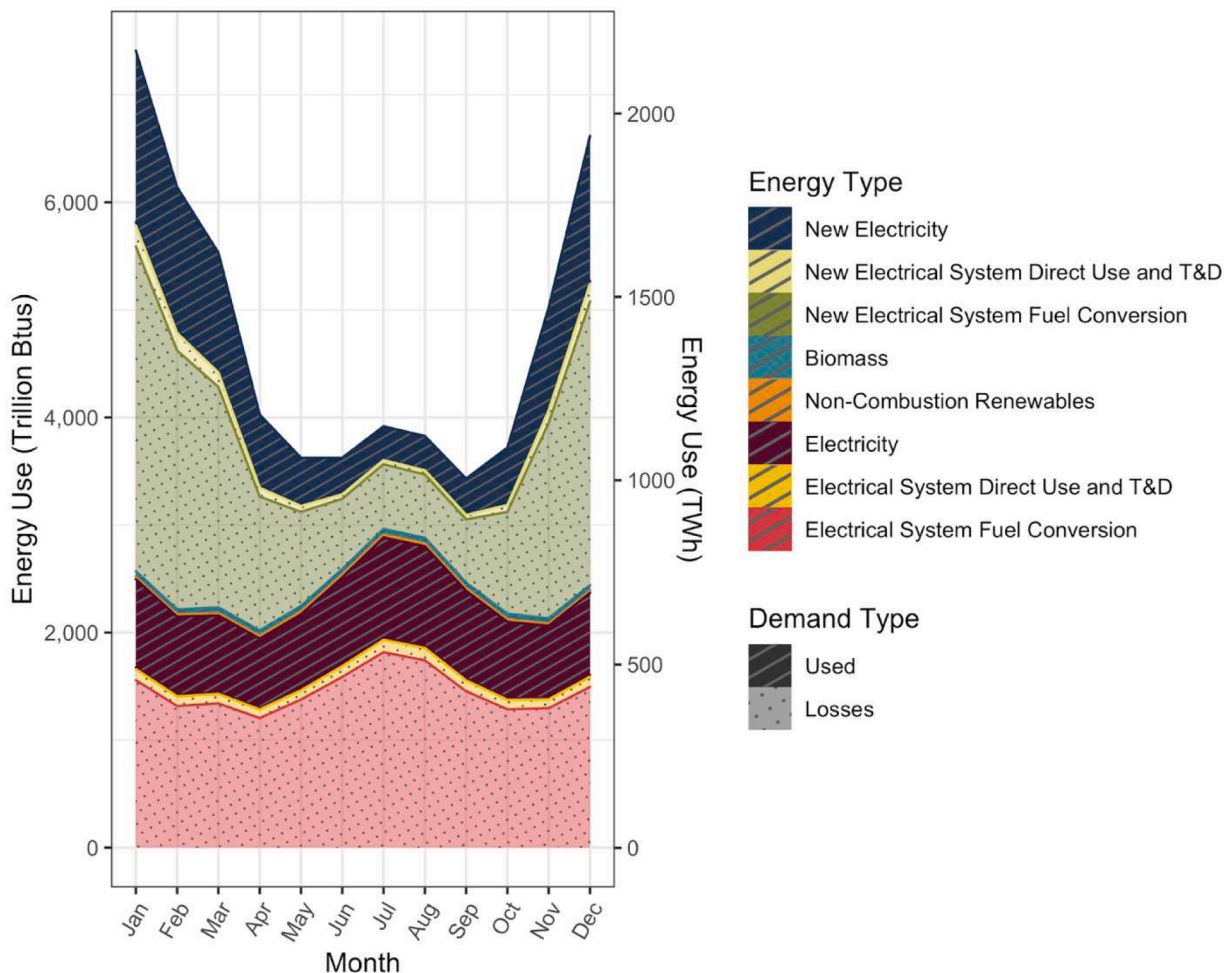 Energy Use (Trillion Btus)
6,000
4,000
2,000
0
2000
1500
1000
500
0
Energy Use (TWh)
Jan
Feb
Mar
Apr
May
Jun
Jul
Aug
Sep
Oct
Nov
Dec
Month
Energy Type
New Electricity
New Electrical System Direct Use and T&D
New Electrical System Fuel Conversion
Biomass
Non-Combustion Renewables
Electricity
Electrical System Direct Use and T&D
Electrical System Fuel Conversion
Demand Type
Used
Losses